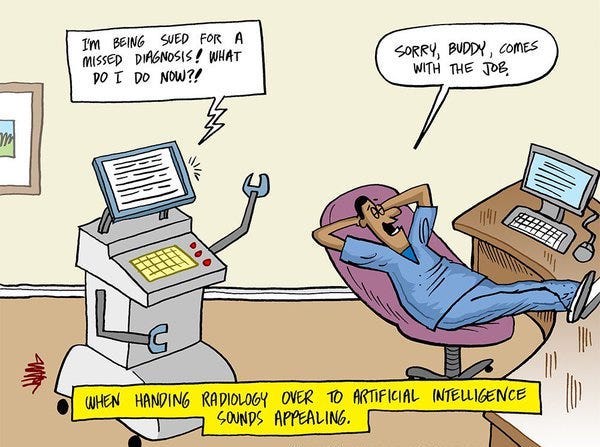 I'M BEING SUED FOR A
MISSED DIAGNOSIS! WHAT
DO I DO NOW?!
SORRY, BUDDY, COMES
WITH THE JOB.
WHEN HANDING RADIOLOGY OVER TO ARTIFICIAL INTELLIGENCE
SOUNDS APPEALING.